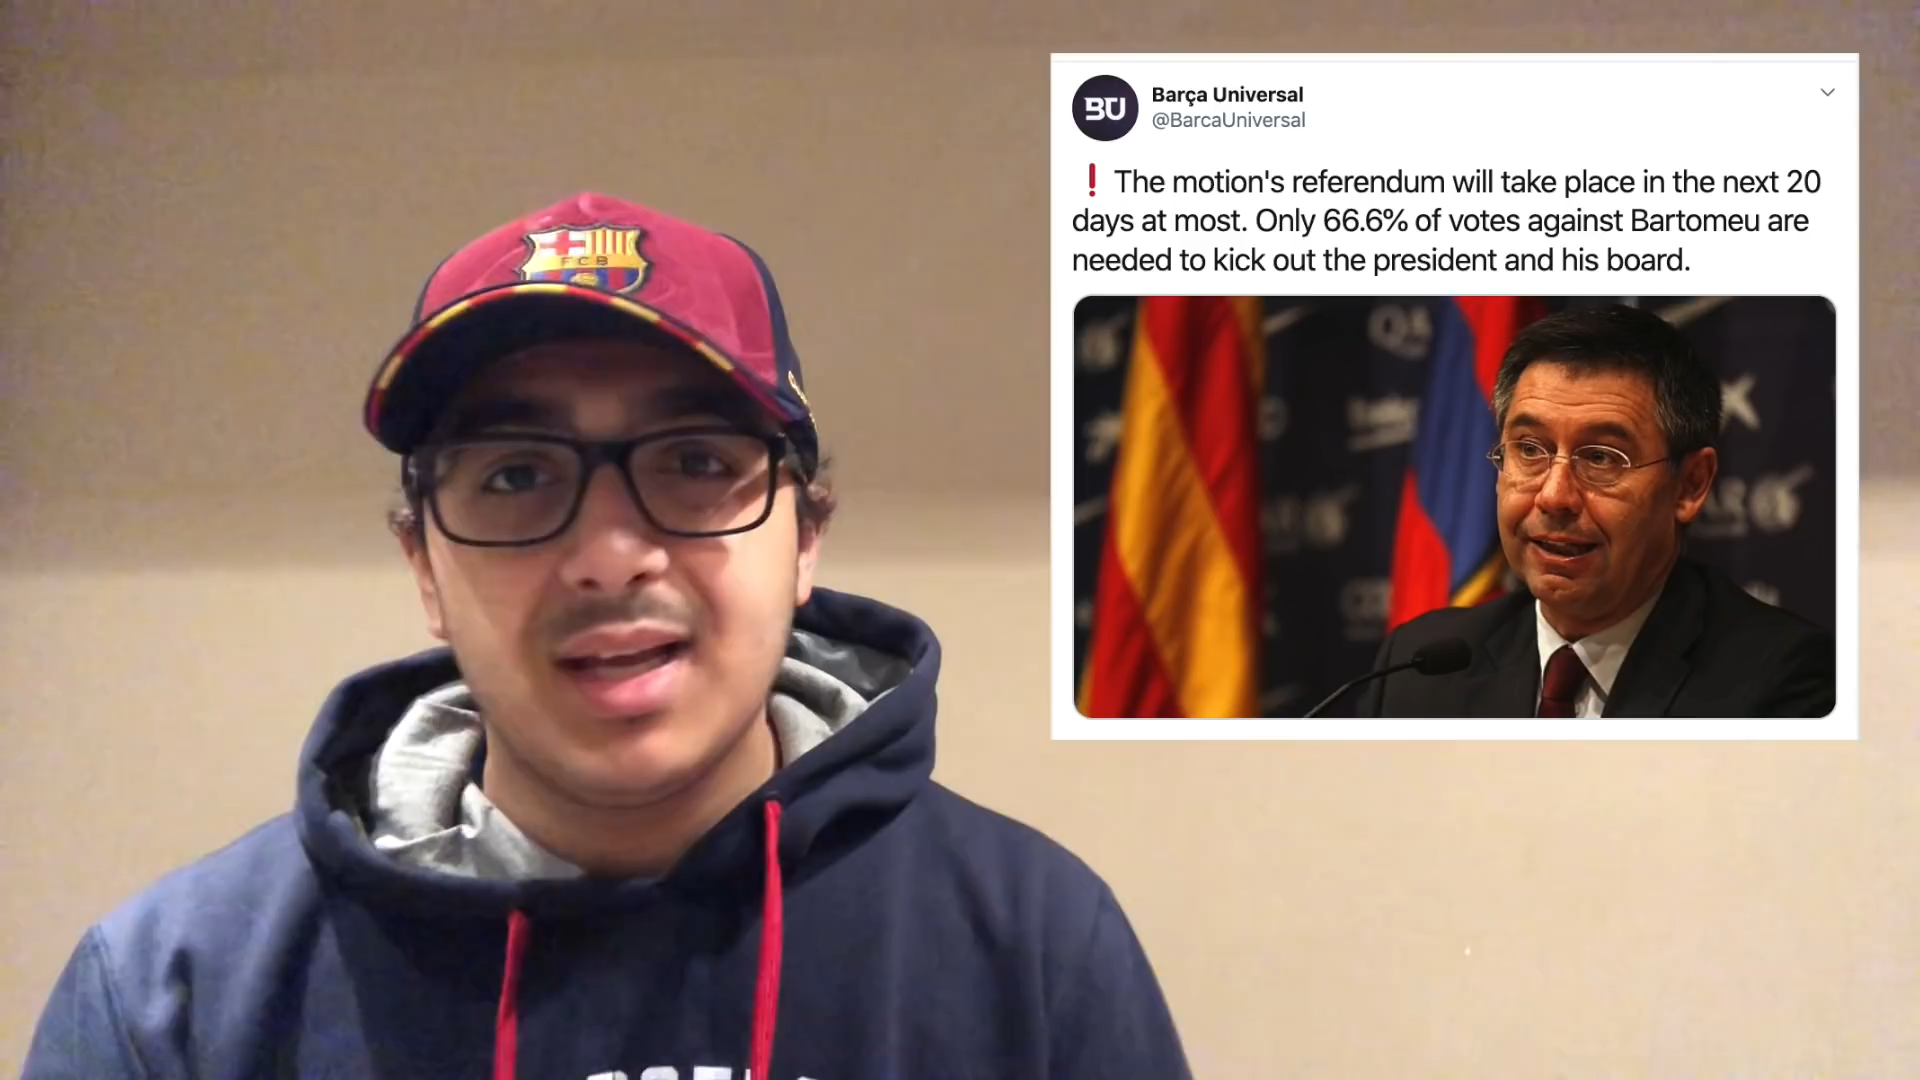 BU
Barça Universal
@BarcaUniversal
❗ The motion's referendum will take place in the next 20
days at most. Only 66.6% of votes against Bartomeu are
needed to kick out the president and his board.
FCB